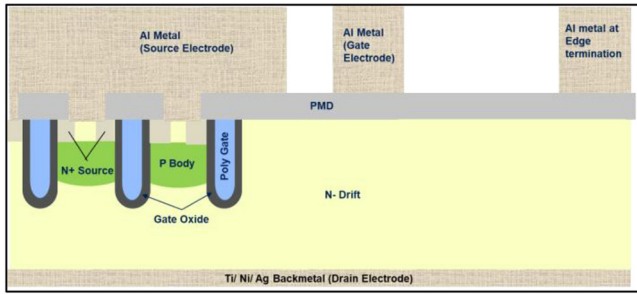 Al Metal
(Source Electrode)
Al Metal
(Gate
Electrode)
Al metal at
Edge
termination
PMD
N+ Source
P Body
Poly Gate
N- Drift
Gate Oxide
Ti/ Ni/ Ag Backmetal (Drain Electrode)